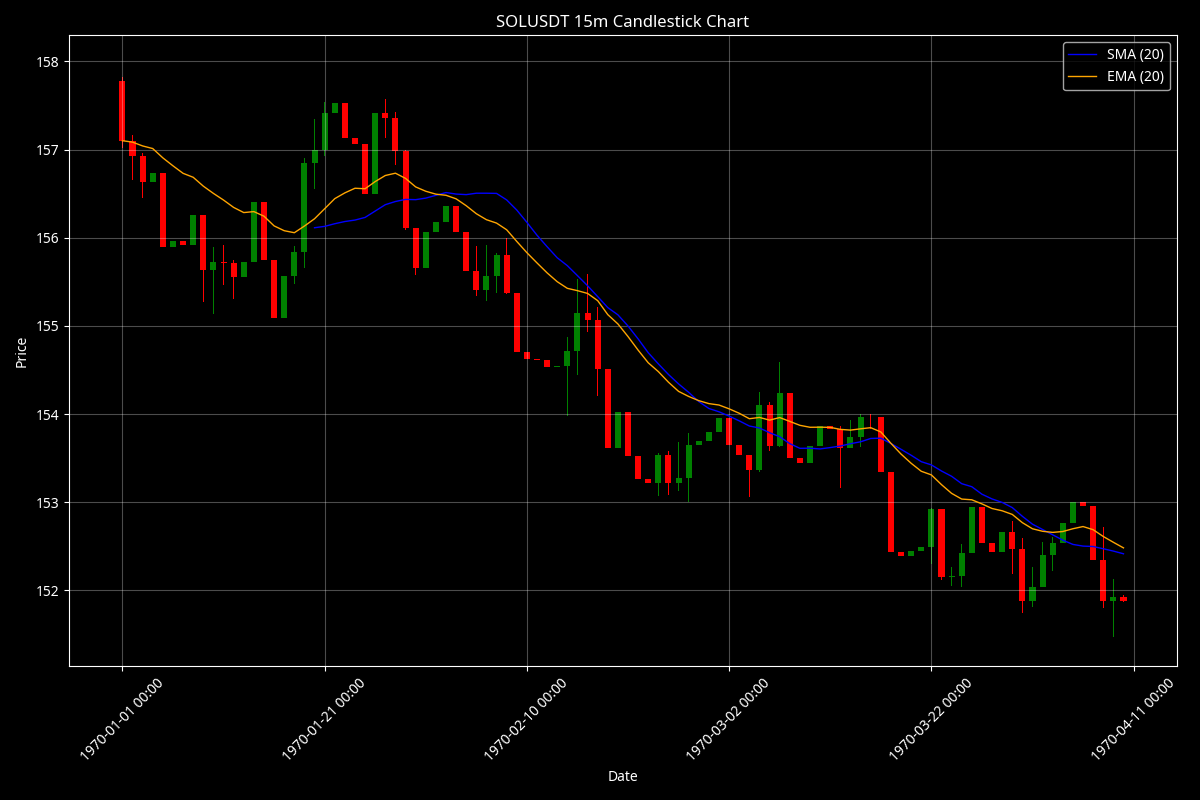 SOLUSDT 15m Candlestick Chart
SMA (20)
EMA (20)
158
157
156
155
154
153
152
Price
1970-01-01 00:00
1970-01-21 00:00
1970-02-10 00:00
1970-03-02 00:00
1970-03-22 00:00
1970-04-11 00:00
Date